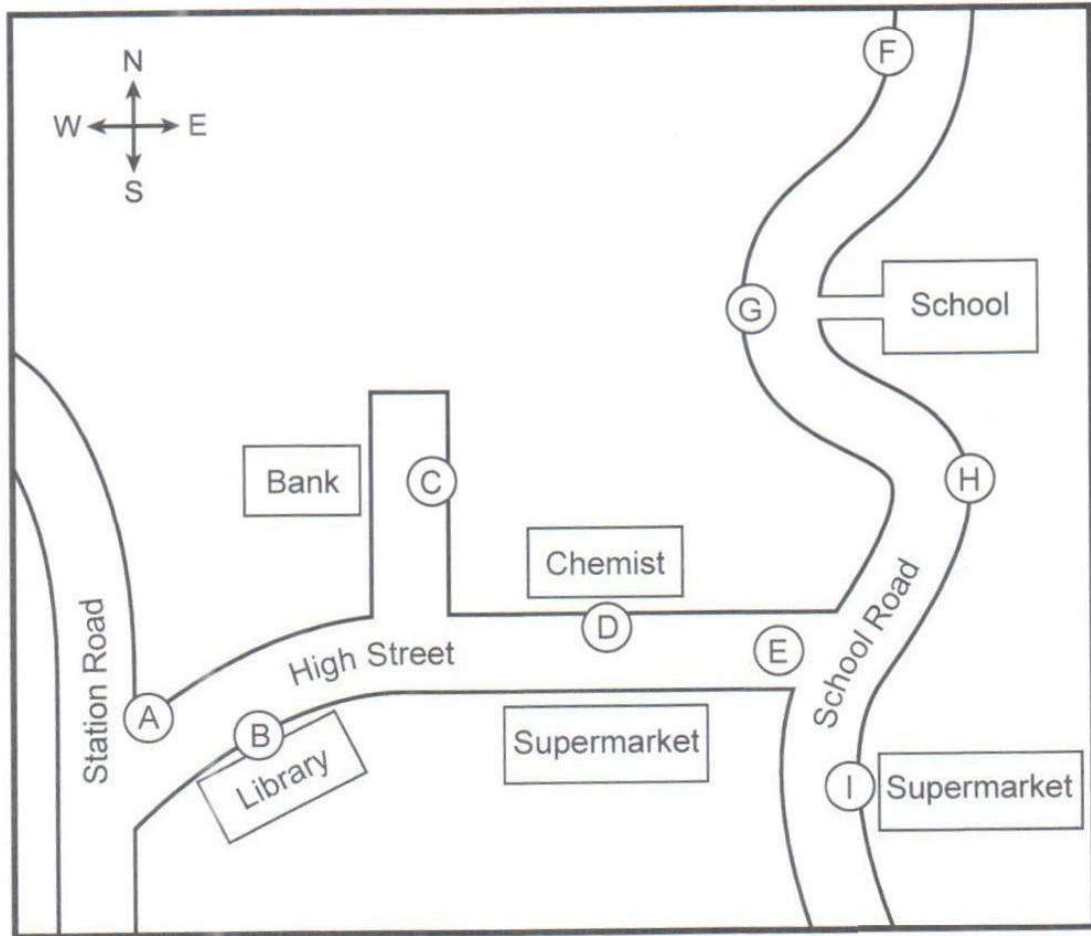 F
N
W
E
S
G
School
Bank
C
H
Chemist
D
High Street
E
School Road
Station Road
A
B
Library
Supermarket
I
Supermarket